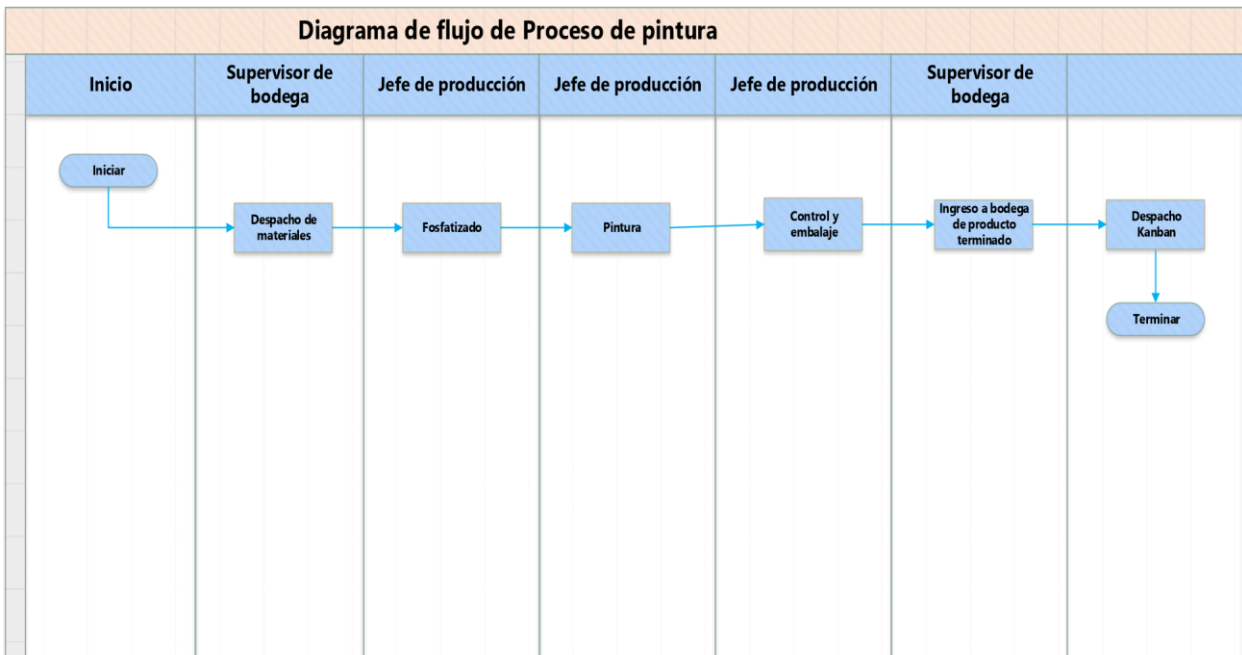 Diagrama de flujo de Proceso de pintura
Inicio
Supervisor de
bodega
Jefe de producción
Jefe de producción
Jefe de producción
Supervisor de
bodega
Iniciar
Despacho de
materiales
Fosfatizado
Pintura
Control y
embalaje
Ingreso a bodega
de producto
terminado
Despacho
Kanban
Terminar